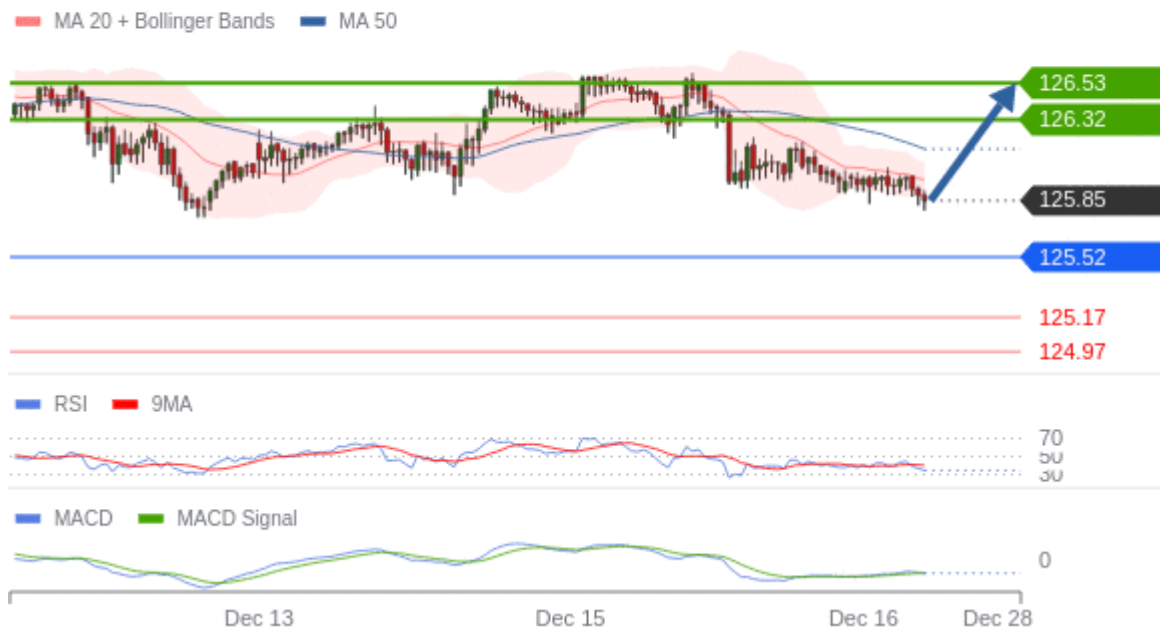 MA 20 + Bollinger Bands MA 50
126.53
126.32
125.85
125.52
125.17
124.97
RSI 9MA
70
50
30
MACD MACD Signal
0
Dec 13 Dec 15 Dec 16 Dec 28